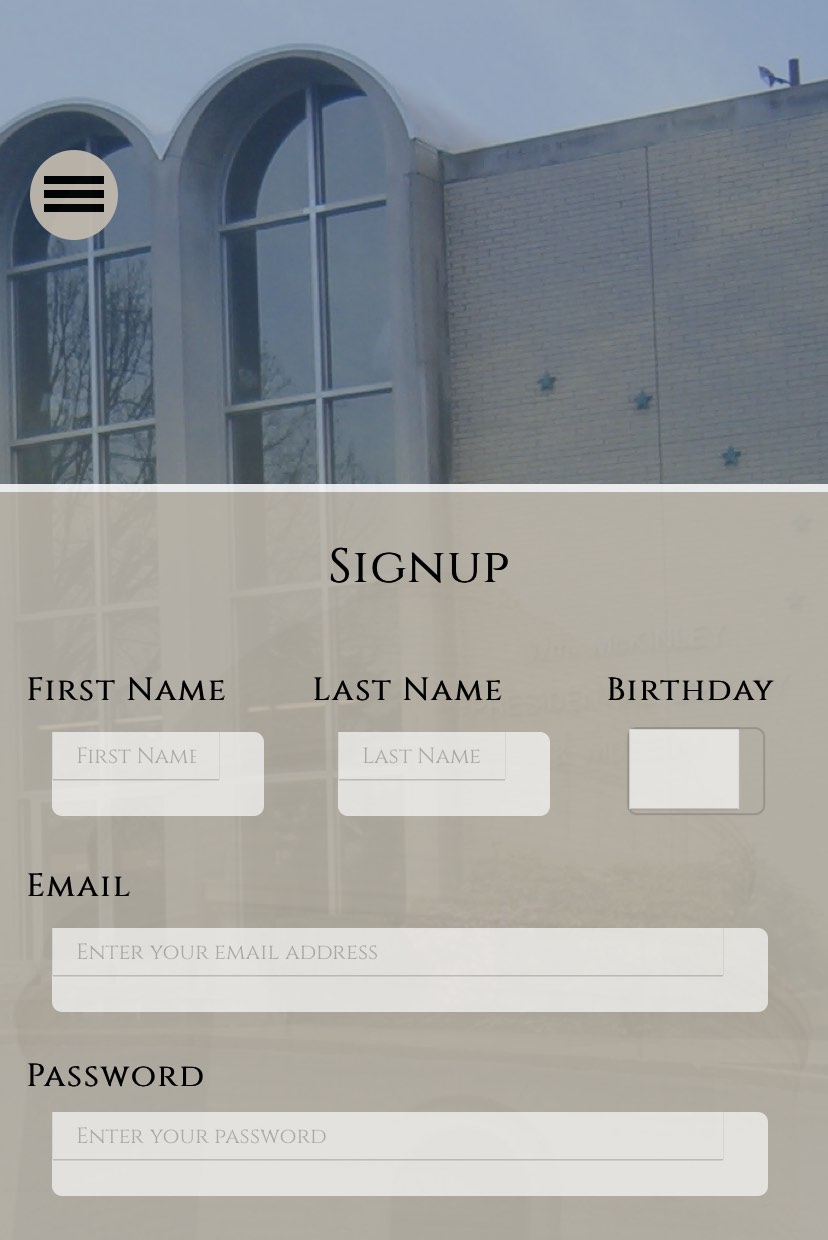 Signup
First Name Last Name Birthday
First Name Last Name
Email
Enter your email address
Password
Enter your password